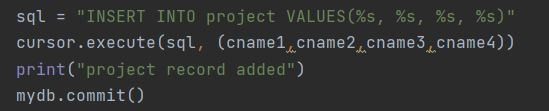 sql = "INSERT INTO project VALUES(%s, %s, %s, %s)"
cursor.execute(sql, (cname1,cname2,cname3,cname4))
print("project record added")
mydb.commit()